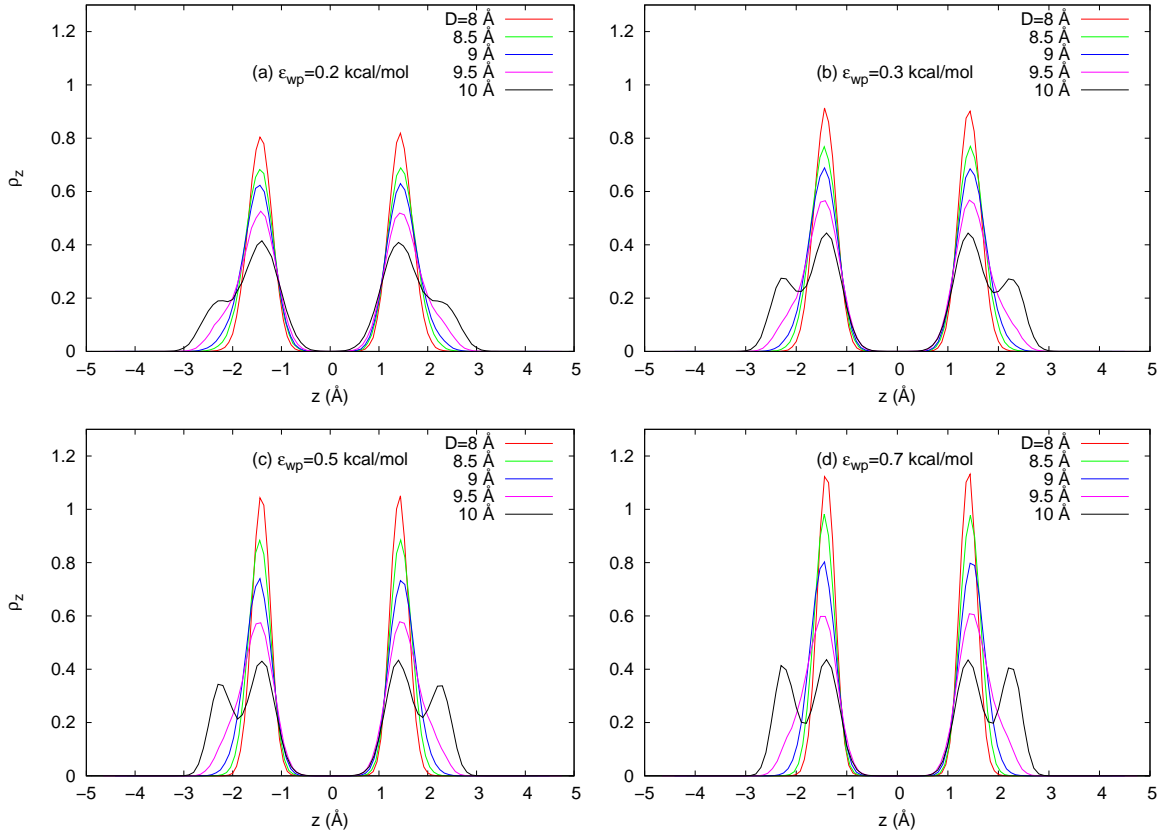 1.2
1
0.8
0.6
0.4
0.2
0
ρz
(a) εwp=0.2 kcal/mol
D=8 Å
8.5 Å
9 Å
9.5 Å
10 Å
−5 −4 −3 −2 −1 0 1 2 3 4 5
z (Å)
1.2
1
0.8
0.6
0.4
0.2
0
(b) εwp=0.3 kcal/mol
D=8 Å
8.5 Å
9 Å
9.5 Å
10 Å
−5 −4 −3 −2 −1 0 1 2 3 4 5
z (Å)
1.2
1
0.8
0.6
0.4
0.2
0
ρz
(c) εwp=0.5 kcal/mol
D=8 Å
8.5 Å
9 Å
9.5 Å
10 Å
−5 −4 −3 −2 −1 0 1 2 3 4 5
z (Å)
1.2
1
0.8
0.6
0.4
0.2
0
(d) εwp=0.7 kcal/mol
D=8 Å
8.5 Å
9 Å
9.5 Å
10 Å
−5 −4 −3 −2 −1 0 1 2 3 4 5
z (Å)